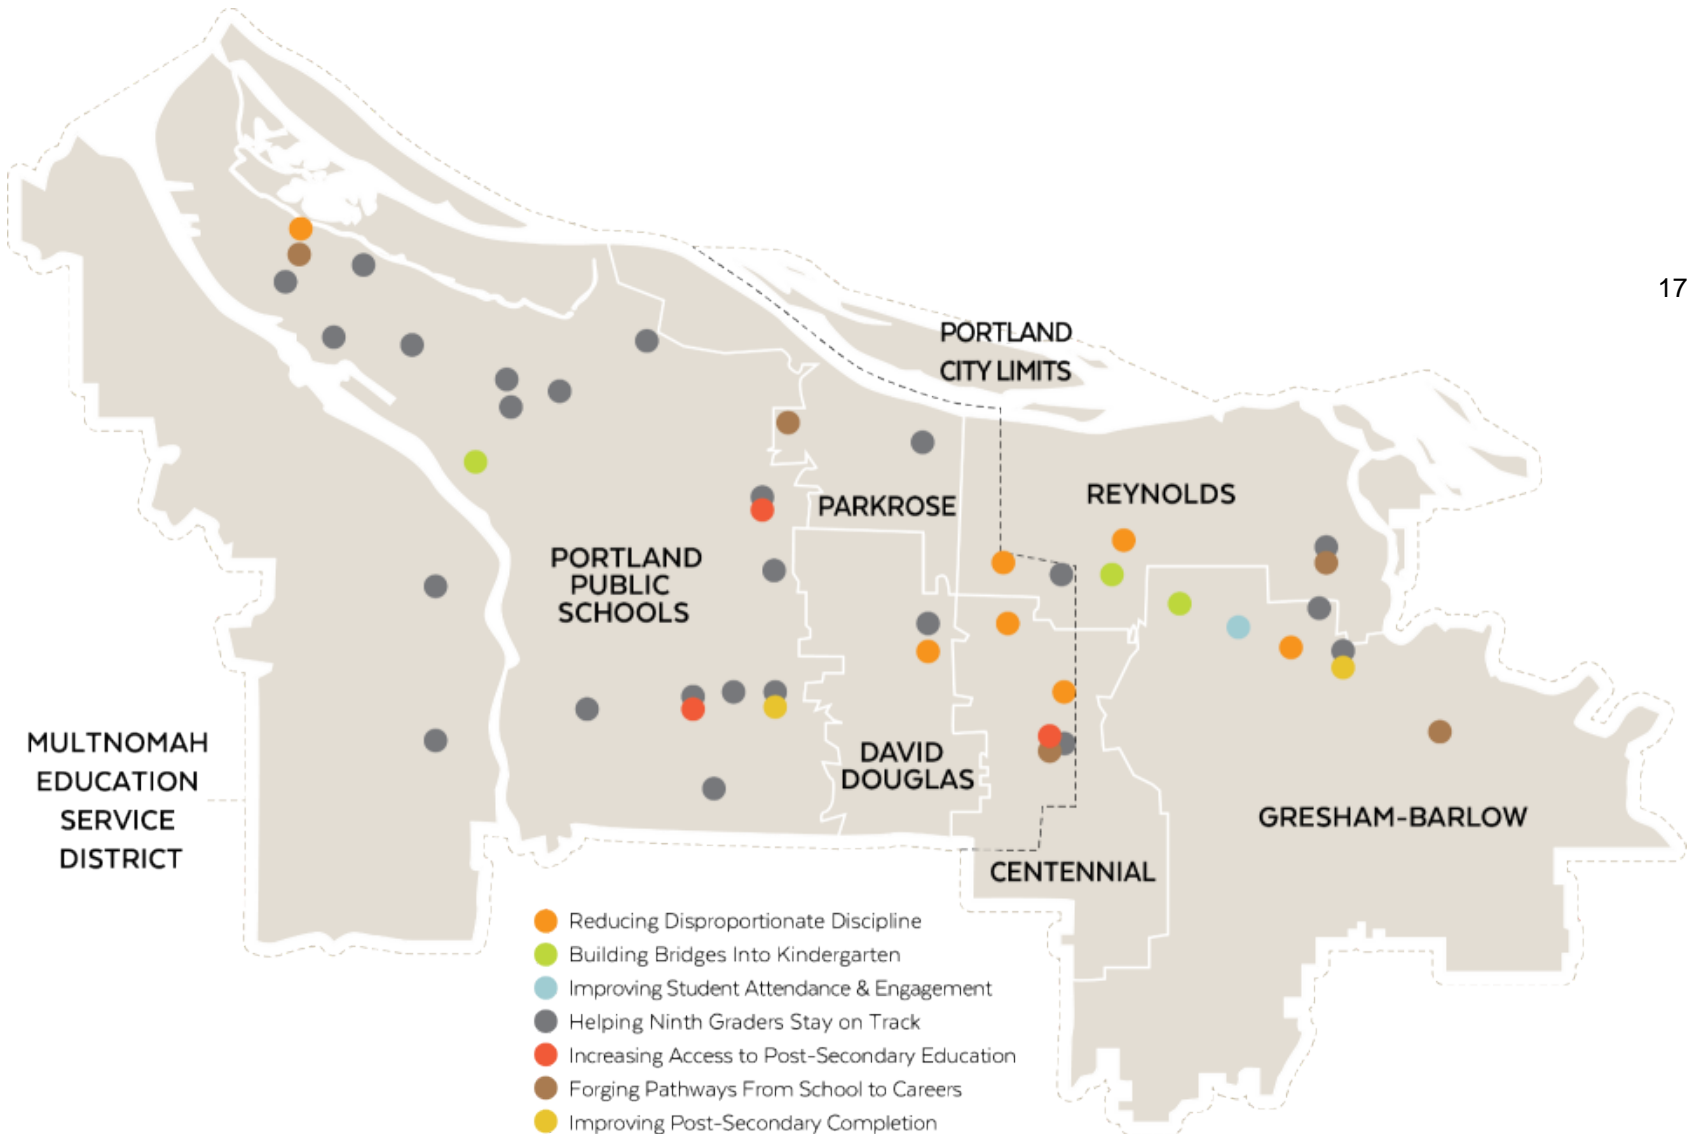 17
PORTLAND
CITY LIMITS
REYNOLDS
PARKROSE
PORTLAND
PUBLIC
SCHOOLS
MULTNOMAH
EDUCATION
SERVICE
DISTRICT
DAVID
DOUGLAS
GRESHAM-BARLOW
CENTENNIAL
Reducing Disproportionate Discipline
Building Bridges Into Kindergarten
Improving Student Attendance & Engagement
Helping Ninth Graders Stay on Track
Increasing Access to Post-Secondary Education
Forging Pathways From School to Careers
Improving Post-Secondary Completion